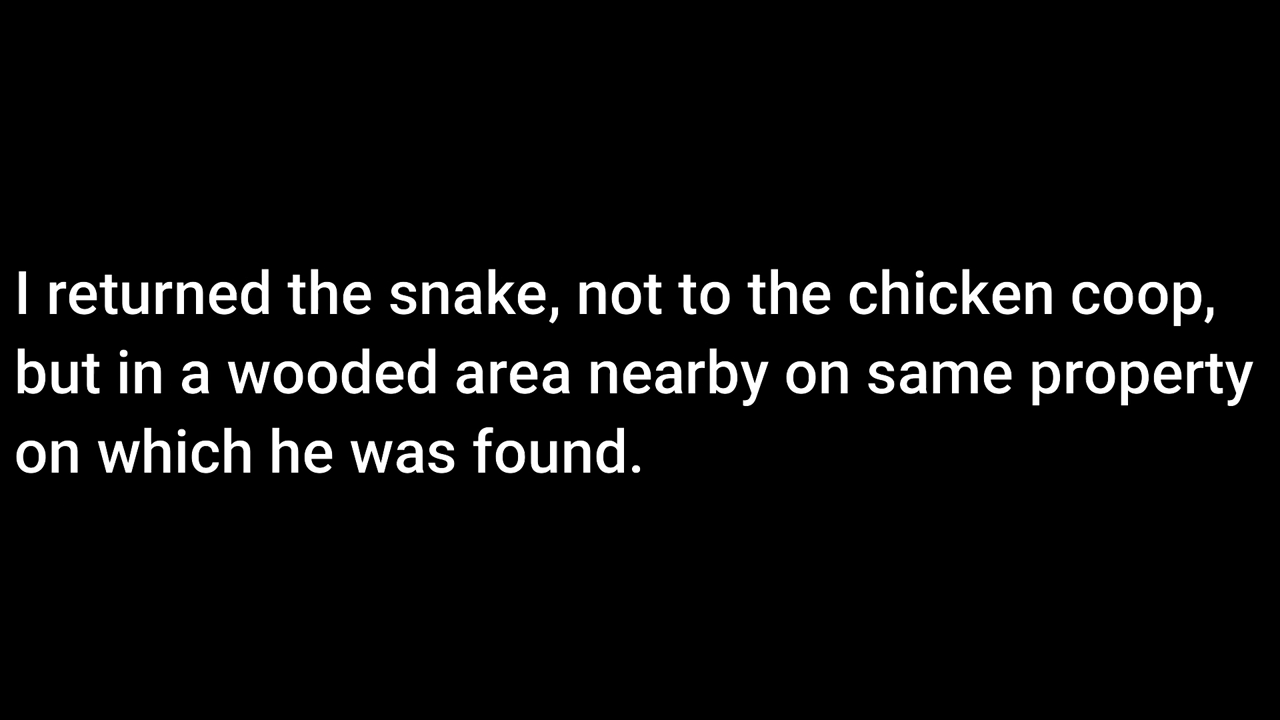 I returned the snake, not to the chicken coop,
but in a wooded area nearby on same property
on which he was found.